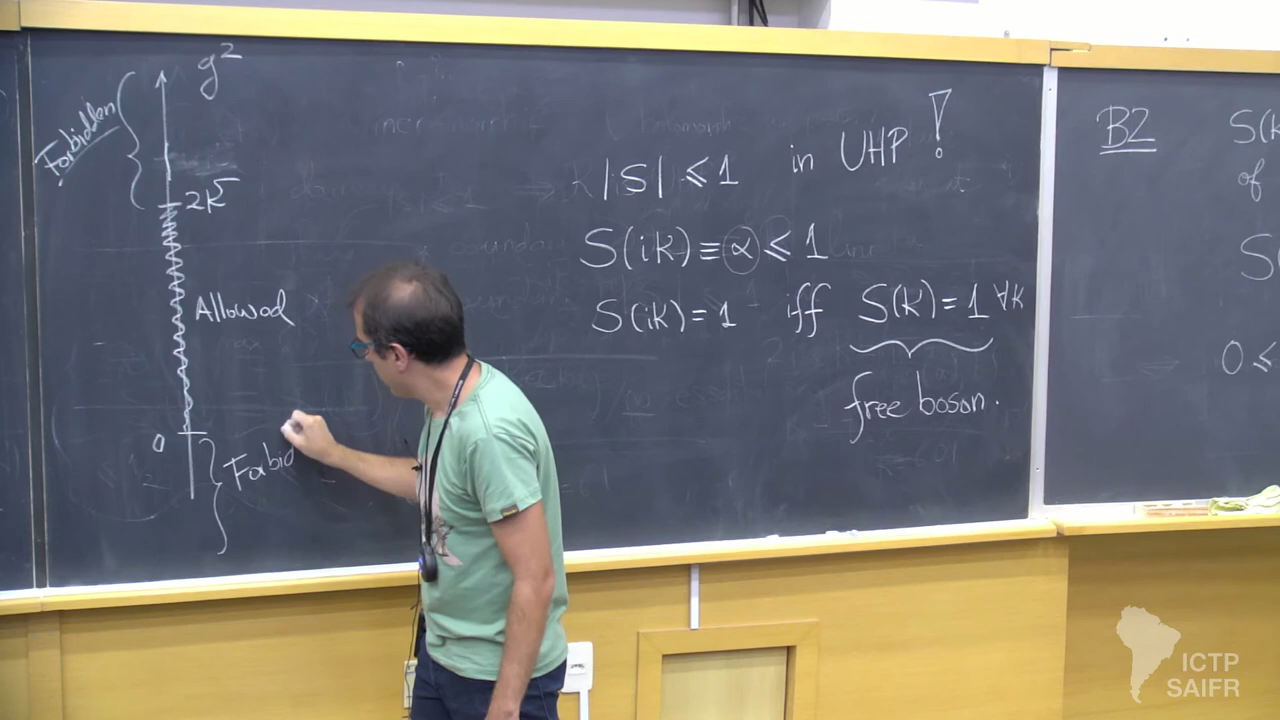 g²
Forbidden
2K
Allowed
0
Forbid
|S| ⩽ 1 in UHP !
S(ik) ≡ α ⩽ 1
S(ik) = 1 iff S(k) = 1 ∀k
free boson.
B2
S(k
of
S
0 ⩽
ICTP
SAIFR